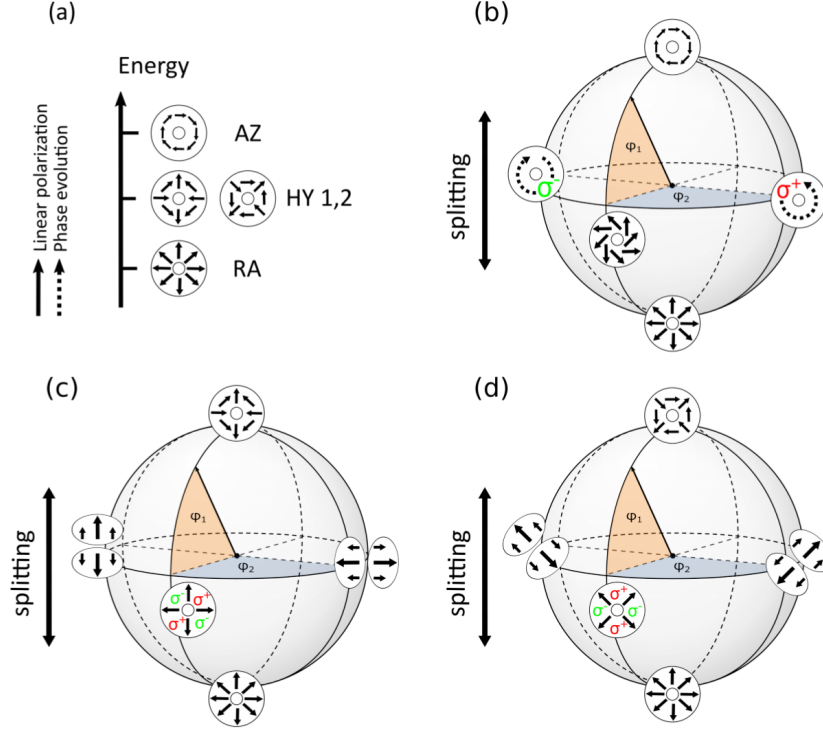 (a)
Energy
AZ
HY 1,2
RA
Linear polarization
Phase evolution
(b)
splitting
φ₁
φ₂
σ⁻
σ⁺
(c)
splitting
φ₁
φ₂
σ⁻ σ⁺
σ⁺ σ⁻
(d)
splitting
φ₁
φ₂
σ⁺
σ⁻ σ⁻
σ⁺